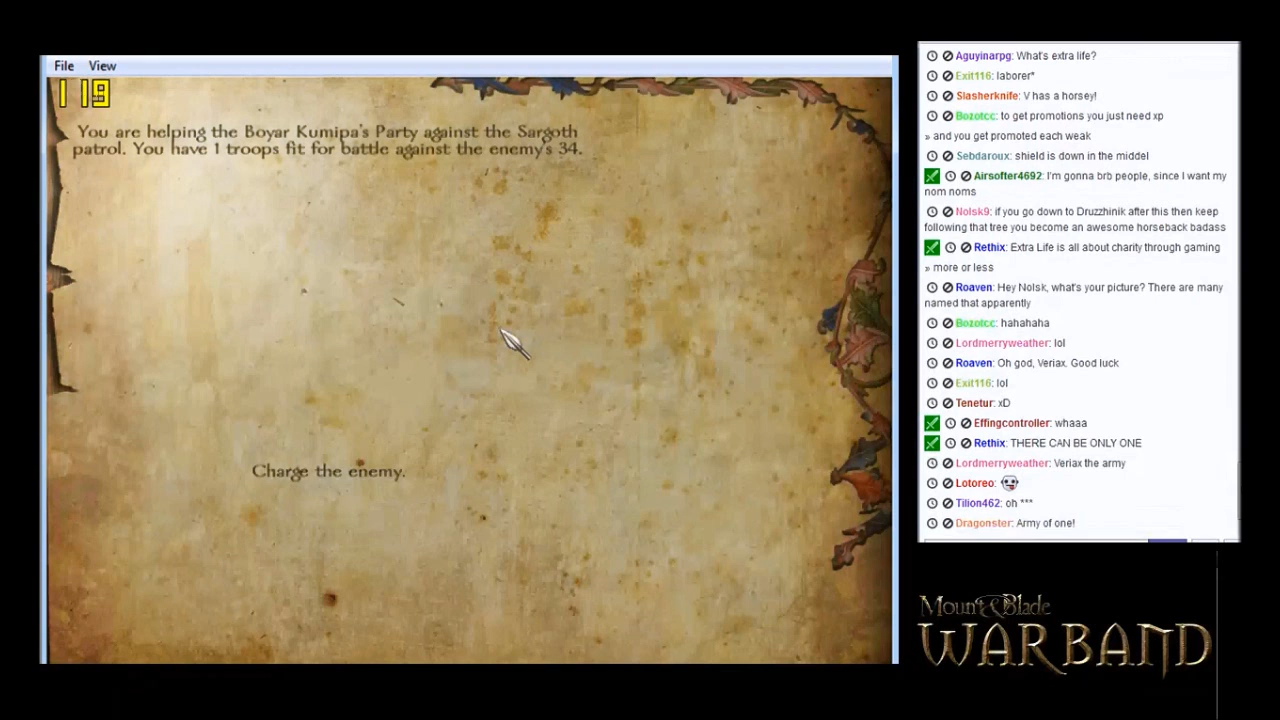 File View
119
You are helping the Boyar Kumipa's Party against the Sargoth
patrol. You have 1 troops fit for battle against the enemy's 34.
Charge the enemy.
Aguyinarpg: What's extra life?
Exit116: laborer*
Slasherknife: V has a horsey!
Bozotcc: to get promotions you just need xp
» and you get promoted each weak
Sebdaroux: shield is down in the middel
Airsofter4692: I'm gonna brb people, since I want my
nom noms
Nolsk9: if you go down to Druzzhinik after this then keep
following that tree you become an awesome horseback badass
Rethix: Extra Life is all about charity through gaming
» more or less
Roaven: Hey Nolsk, what's your picture? There are many
named that apparently
Bozotcc: hahahaha
Lordmerryweather: lol
Roaven: Oh god, Veriax. Good luck
Exit116: lol
Tenetur: xD
Effingcontroller: whaaa
Rethix: THERE CAN BE ONLY ONE
Lordmerryweather: Veriax the army
Lotoreo:
Tilion462: oh ***
Dragonster: Army of one!
Mount & Blade
WARBAND